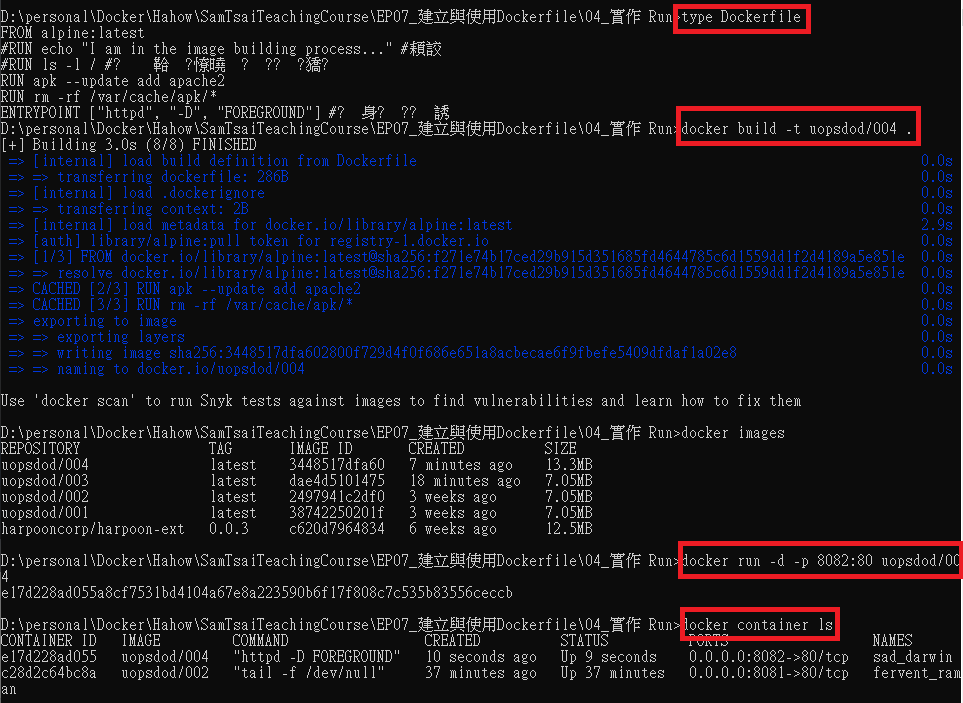 D:\personal\Docker\Hahow\SamTsaiTeachingCourse\EP07_建立與使用Dockerfile\04_實作 Run>type Dockerfile
FROM alpine:latest
#RUN echo "I am in the image building process..." #
#RUN ls -l / #?
RUN apk --update add apache2
RUN rm -rf /var/cache/apk/*
ENTRYPOINT ["httpd", "-D", "FOREGROUND"] #? 身? ?? 誘
D:\personal\Docker\Hahow\SamTsaiTeachingCourse\EP07_建立與使用Dockerfile\04_實作 Run>docker build -t uopsdod/004 .
[+] Building 3.0s (8/8) FINISHED
=> [internal] load build definition from Dockerfile 0.0s
=> => transferring dockerfile: 286B 0.0s
=> [internal] load .dockerignore 0.0s
=> => transferring context: 2B 0.0s
=> [internal] load metadata for docker.io/library/alpine:latest 2.9s
=> [auth] library/alpine:pull token for registry-1.docker.io 0.0s
=> [1/3] FROM docker.io/library/alpine:latest@sha256:f271e74b17ced29b915d351685fd4644785c6d1559dd1f2d4189a5e851e 0.0s
=> => resolve docker.io/library/alpine:latest@sha256:f271e74b17ced29b915d351685fd4644785c6d1559dd1f2d4189a5e851e 0.0s
=> CACHED [2/3] RUN apk --update add apache2 0.0s
=> CACHED [3/3] RUN rm -rf /var/cache/apk/* 0.0s
=> exporting to image 0.0s
=> => exporting layers 0.0s
=> => writing image sha256:3448517dfa602800f729d4f0f686e651a8acbecae6f9fbefe5409dfdaf1a02e8 0.0s
=> => naming to docker.io/uopsdod/004 0.0s
Use 'docker scan' to run Snyk tests against images to find vulnerabilities and learn how to fix them
D:\personal\Docker\Hahow\SamTsaiTeachingCourse\EP07_建立與使用Dockerfile\04_實作 Run>docker images
REPOSITORY TAG IMAGE ID CREATED SIZE
uopsdod/004 latest 3448517dfa60 7 minutes ago 13.3MB
uopsdod/003 latest dae4d5101475 18 minutes ago 7.05MB
uopsdod/002 latest 2497941c2df0 3 weeks ago 7.05MB
uopsdod/001 latest 38742250201f 3 weeks ago 7.05MB
harpooncorp/harpoon-ext 0.0.3 c620d7964834 6 weeks ago 12.5MB
D:\personal\Docker\Hahow\SamTsaiTeachingCourse\EP07_建立與使用Dockerfile\04_實作 Run>docker run -d -p 8082:80 uopsdod/00
4
e17d228ad055a8cf7531bd4104a67e8a223590b6f17f808c7c535b83556ceccb
D:\personal\Docker\Hahow\SamTsaiTeachingCourse\EP07_建立與使用Dockerfile\04_實作 Run>docker container ls
CONTAINER ID IMAGE COMMAND CREATED STATUS PORTS NAMES
e17d228ad055 uopsdod/004 "httpd -D FOREGROUND" 10 seconds ago Up 9 seconds 0.0.0.0:8082->80/tcp sad_darwin
c28d2c64bc8a uopsdod/002 "tail -f /dev/null" 37 minutes ago Up 37 minutes 0.0.0.0:8081->80/tcp fervent_ram
an